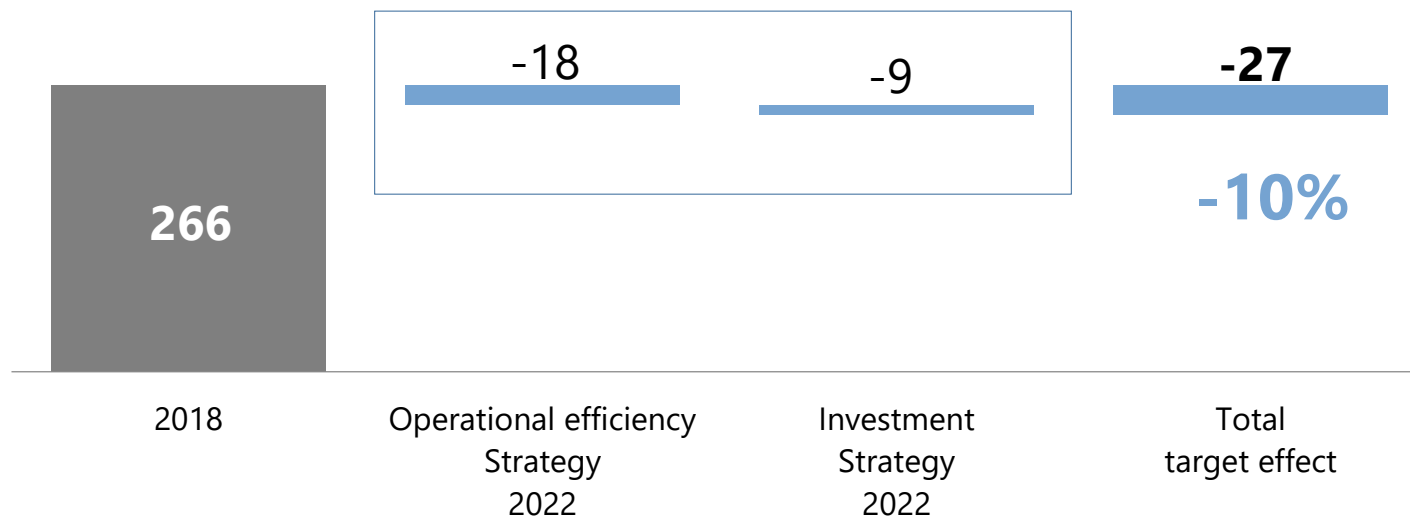 -18
-9
-27
-10%
266
2018
Operational efficiency
Strategy
2022
Investment
Strategy
2022
Total
target effect